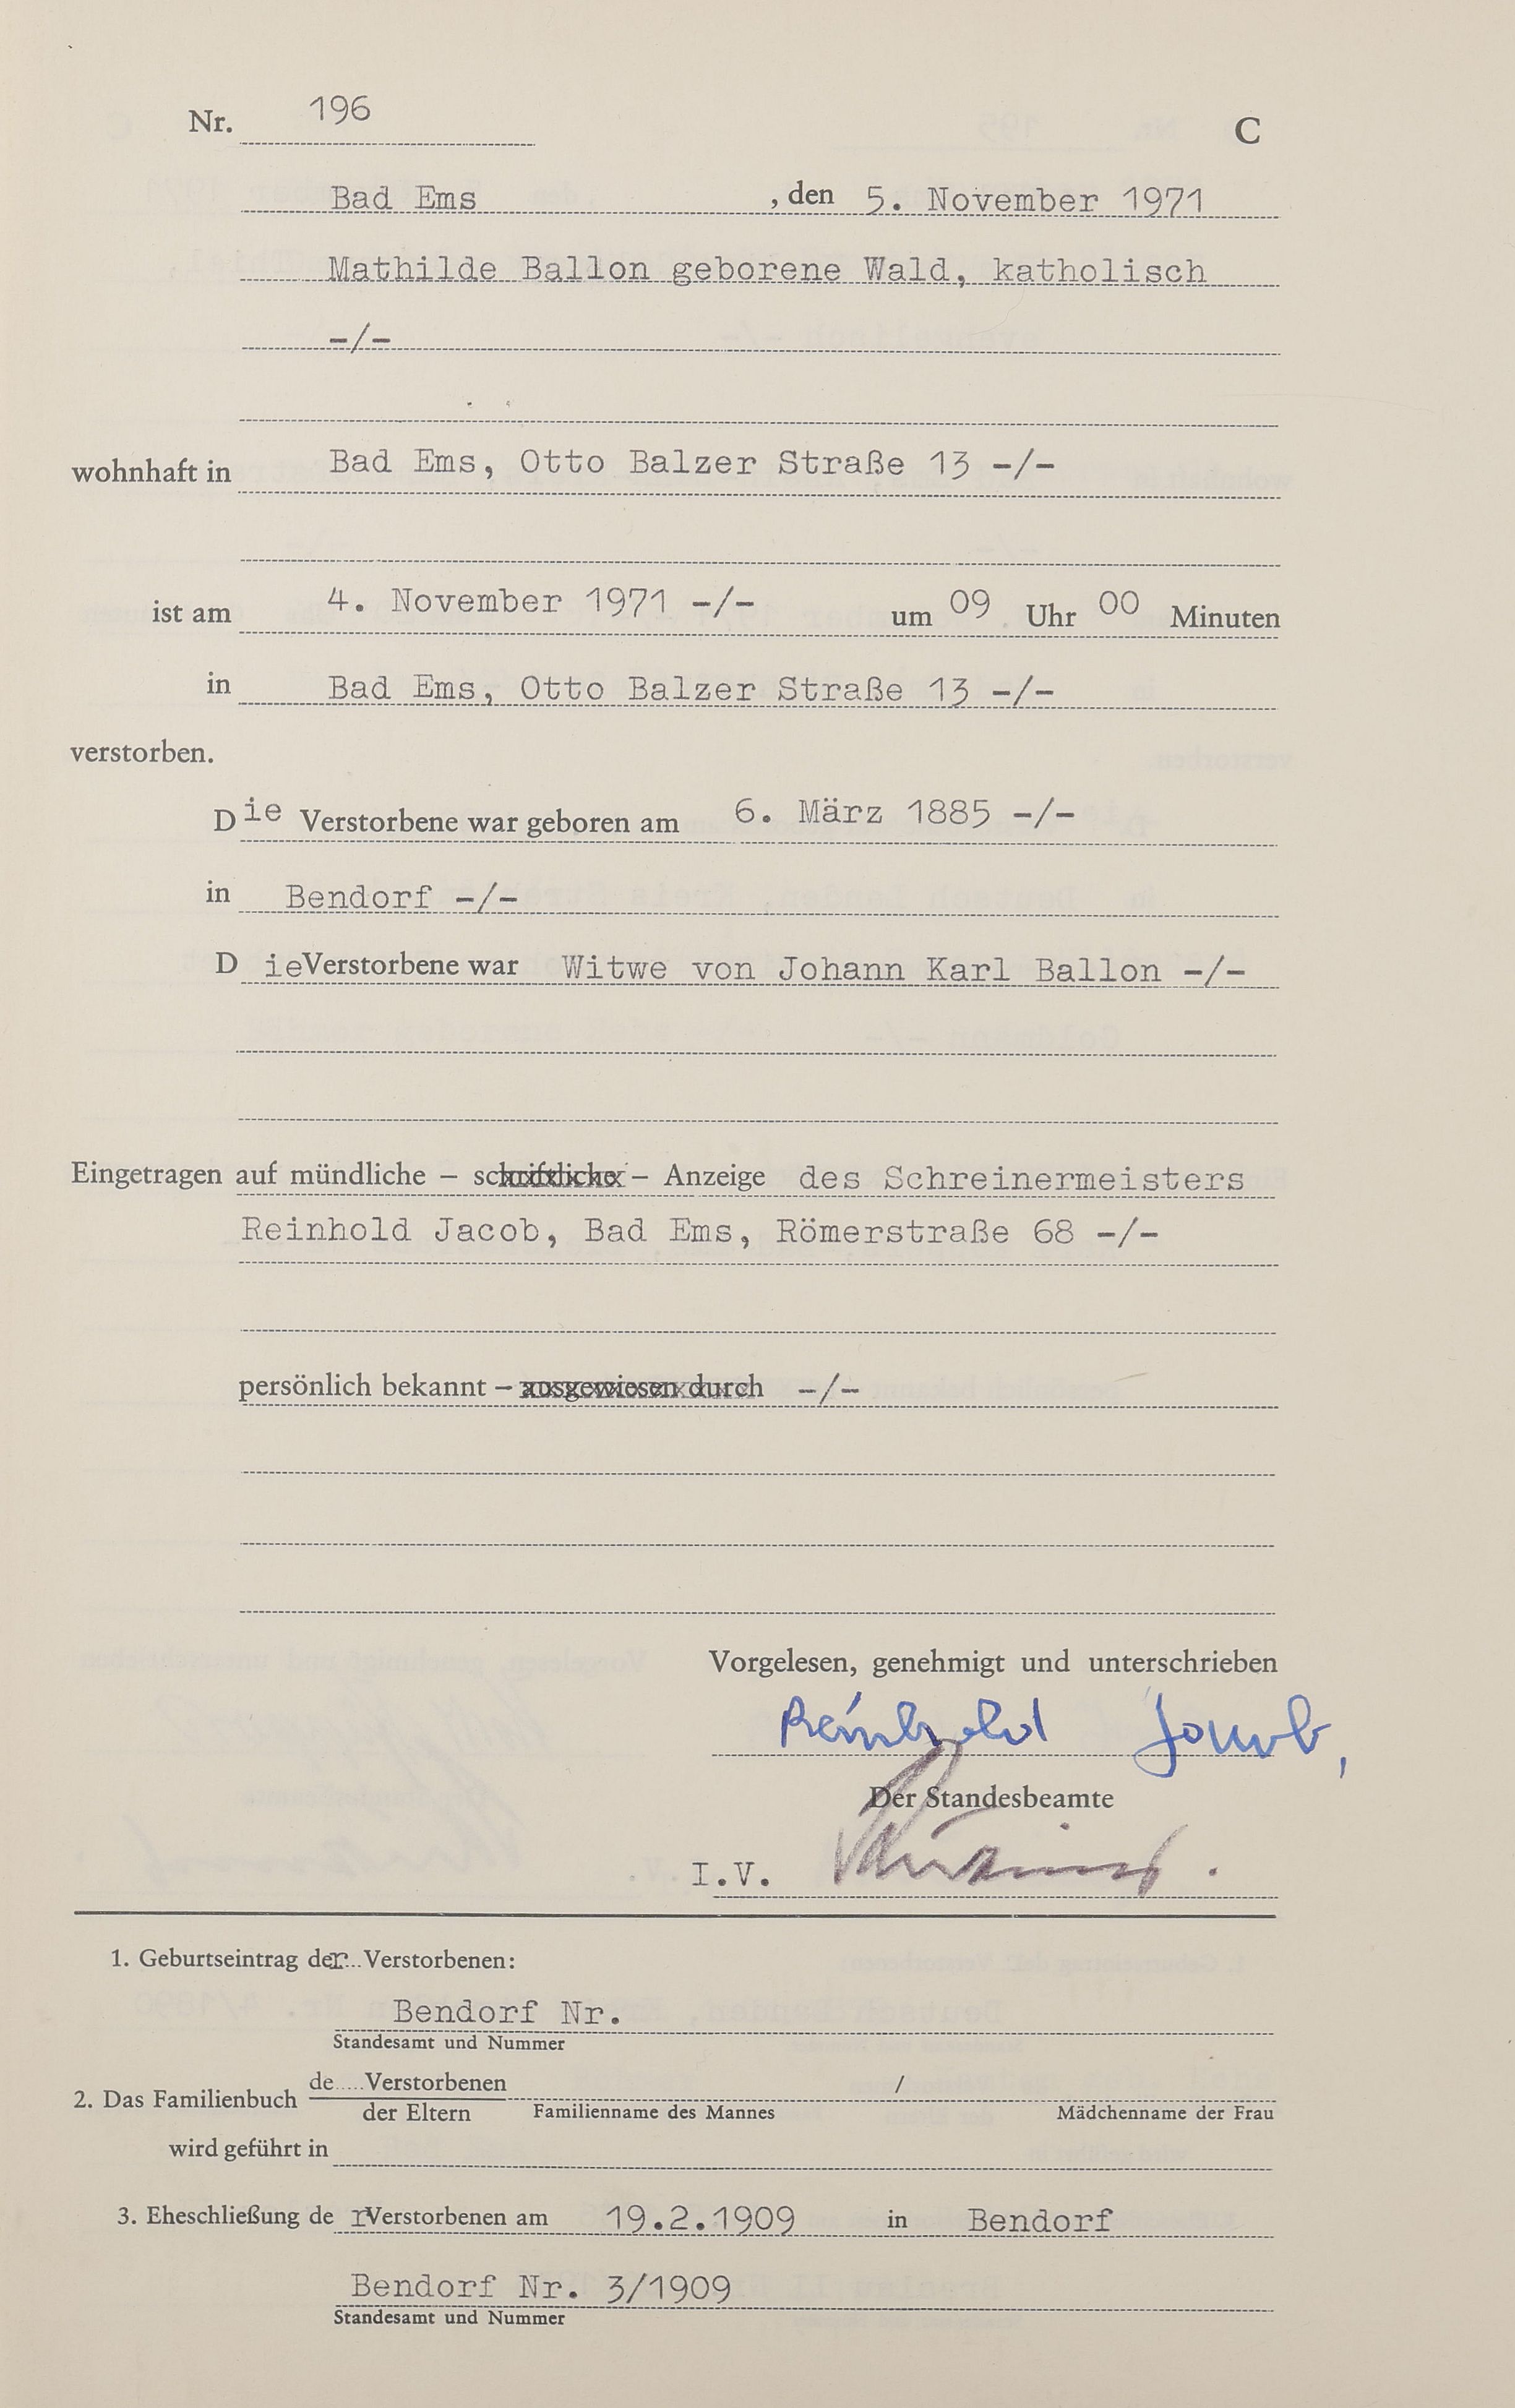 Nr. 196 C
Bad Ems , den 5. November 1971
Mathilde Ballon geborene Wald, katholisch
-/-
wohnhaft in Bad Ems, Otto Balzer Straße 13 -/-
ist am 4. November 1971 -/- um 09 Uhr 00 Minuten
in Bad Ems, Otto Balzer Straße 13 -/-
verstorben.
Die Verstorbene war geboren am 6. März 1885 -/-
in Bendorf -/-
Die Verstorbene war Witwe von Johann Karl Ballon -/-
Eingetragen auf mündliche – schriftliche – Anzeige des Schreinermeisters
Reinhold Jacob, Bad Ems, Römerstraße 68 -/-
persönlich bekannt – ausgewiesen durch -/-
Vorgelesen, genehmigt und unterschrieben
Reinhold Jacob,
Der Standesbeamte
I.V.
1. Geburtseintrag der Verstorbenen:
Bendorf Nr.
Standesamt und Nummer
2. Das Familienbuch de..... Verstorbenen /
der Eltern Familienname des Mannes Mädchenname der Frau
wird geführt in
3. Eheschließung der Verstorbenen am 19.2.1909 in Bendorf
Bendorf Nr. 3/1909
Standesamt und Nummer